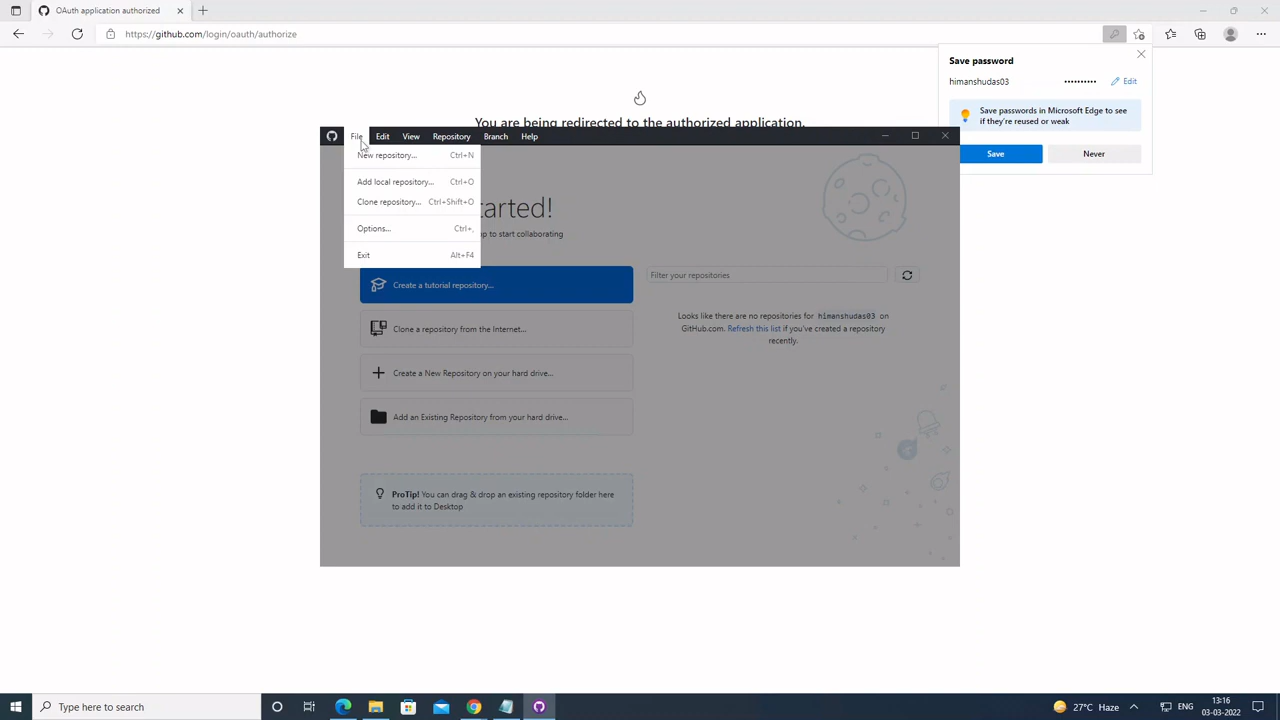 OAuth application authorized
https://github.com/login/oauth/authorize
Save password
himanshudas03 •••••••••• Edit
Save passwords in Microsoft Edge to see
if they're reused or weak
Save Never
You are being redirected to the authorized application.
File Edit View Repository Branch Help
New repository... Ctrl+N
Add local repository... Ctrl+O
Clone repository... Ctrl+Shift+O
Options... Ctrl+,
Exit Alt+F4
tarted!
op to start collaborating
Create a tutorial repository...
Clone a repository from the Internet...
Create a New Repository on your hard drive...
Add an Existing Repository from your hard drive...
ProTip! You can drag & drop an existing repository folder here
to add it to Desktop
Filter your repositories
Looks like there are no repositories for himanshudas03 on
GitHub.com. Refresh this list if you've created a repository
recently.
Type here to search
27°C Haze
ENG
13:16
03-03-2022